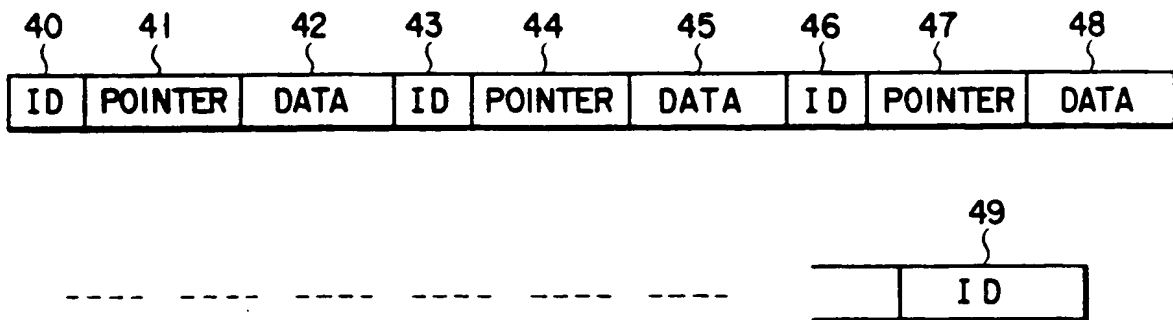 40 41 42 43 44 45 46 47 48
ID POINTER DATA ID POINTER DATA ID POINTER DATA
49
ID